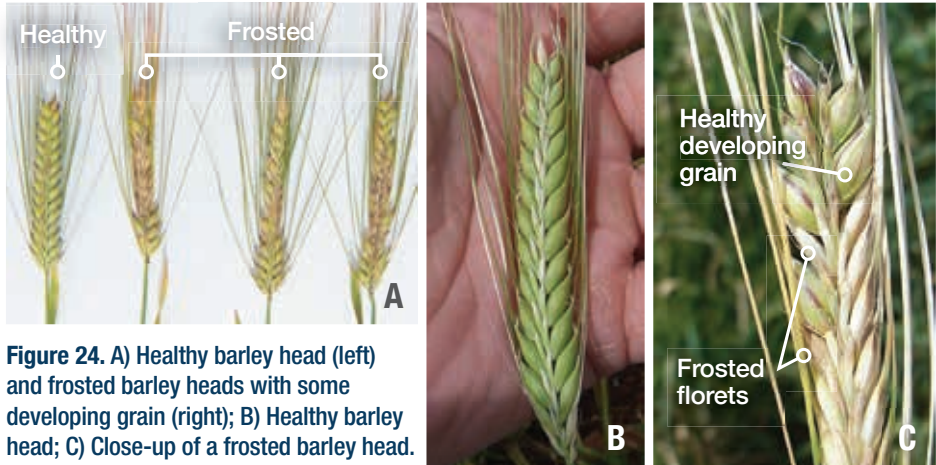 Healthy
Frosted
A
Figure 24. A) Healthy barley head (left)
and frosted barley heads with some
developing grain (right); B) Healthy barley
head; C) Close-up of a frosted barley head.
B
Healthy
developing
grain
Frosted
florets
C